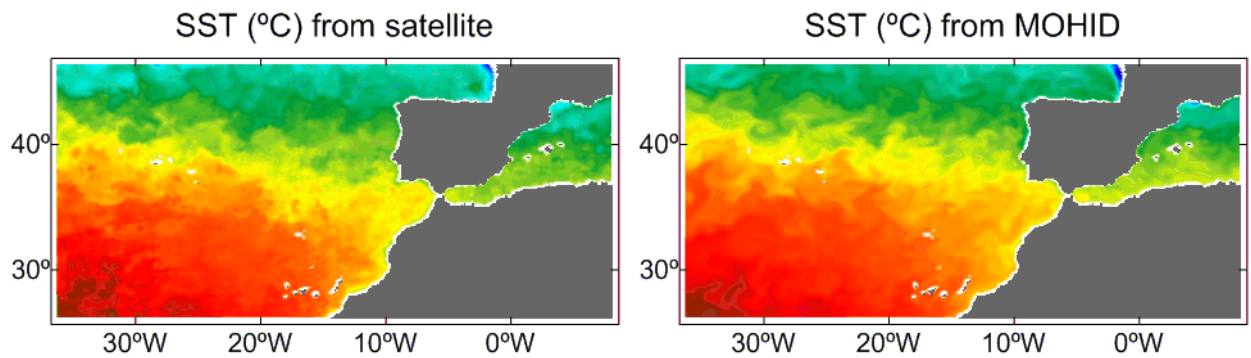 SST (ºC) from satellite
SST (ºC) from MOHID
40º
30º
30ºW
20ºW
10ºW
0ºW
40º
30º
30ºW
20ºW
10ºW
0ºW